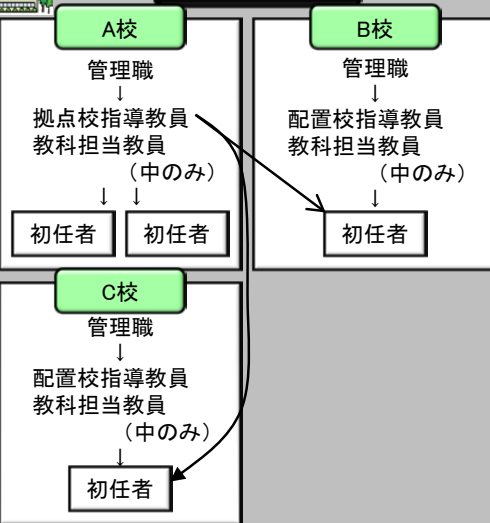 A校
管理職
↓
拠点校指導教員
教科担当教員
（中のみ）
↓ ↓
初任者 初任者
B校
管理職
↓
配置校指導教員
教科担当教員
（中のみ）
↓
初任者
C校
管理職
↓
配置校指導教員
教科担当教員
（中のみ）
↓
初任者